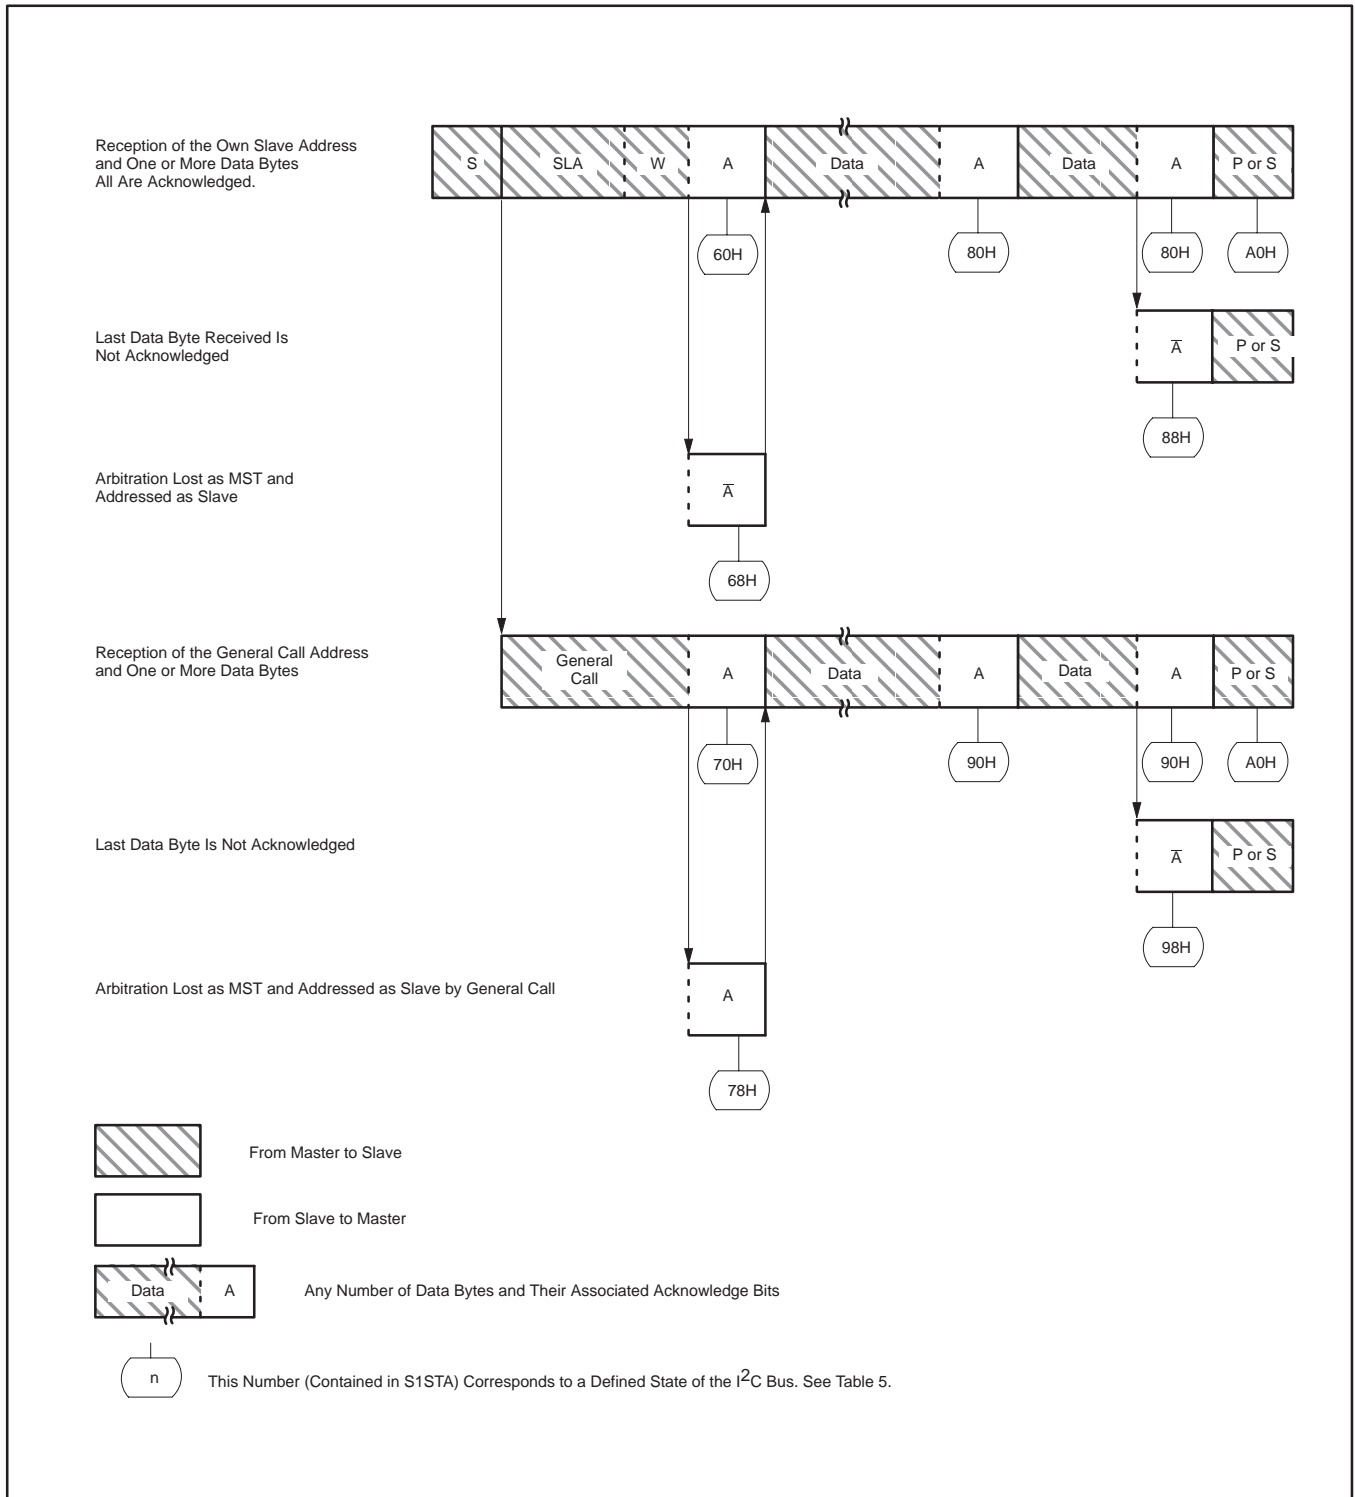 Reception of the Own Slave Address
and One or More Data Bytes
All Are Acknowledged.
S SLA W A Data A Data A P or S
60H 80H 80H A0H
Last Data Byte Received Is
Not Acknowledged
A̅ P or S
88H
Arbitration Lost as MST and
Addressed as Slave
A̅
68H
Reception of the General Call Address
and One or More Data Bytes
General
Call
A Data A Data A P or S
70H 90H 90H A0H
Last Data Byte Is Not Acknowledged
A̅ P or S
98H
Arbitration Lost as MST and Addressed as Slave by General Call
A
78H
From Master to Slave
From Slave to Master
Data A Any Number of Data Bytes and Their Associated Acknowledge Bits
n This Number (Contained in S1STA) Corresponds to a Defined State of the I²C Bus. See Table 5.